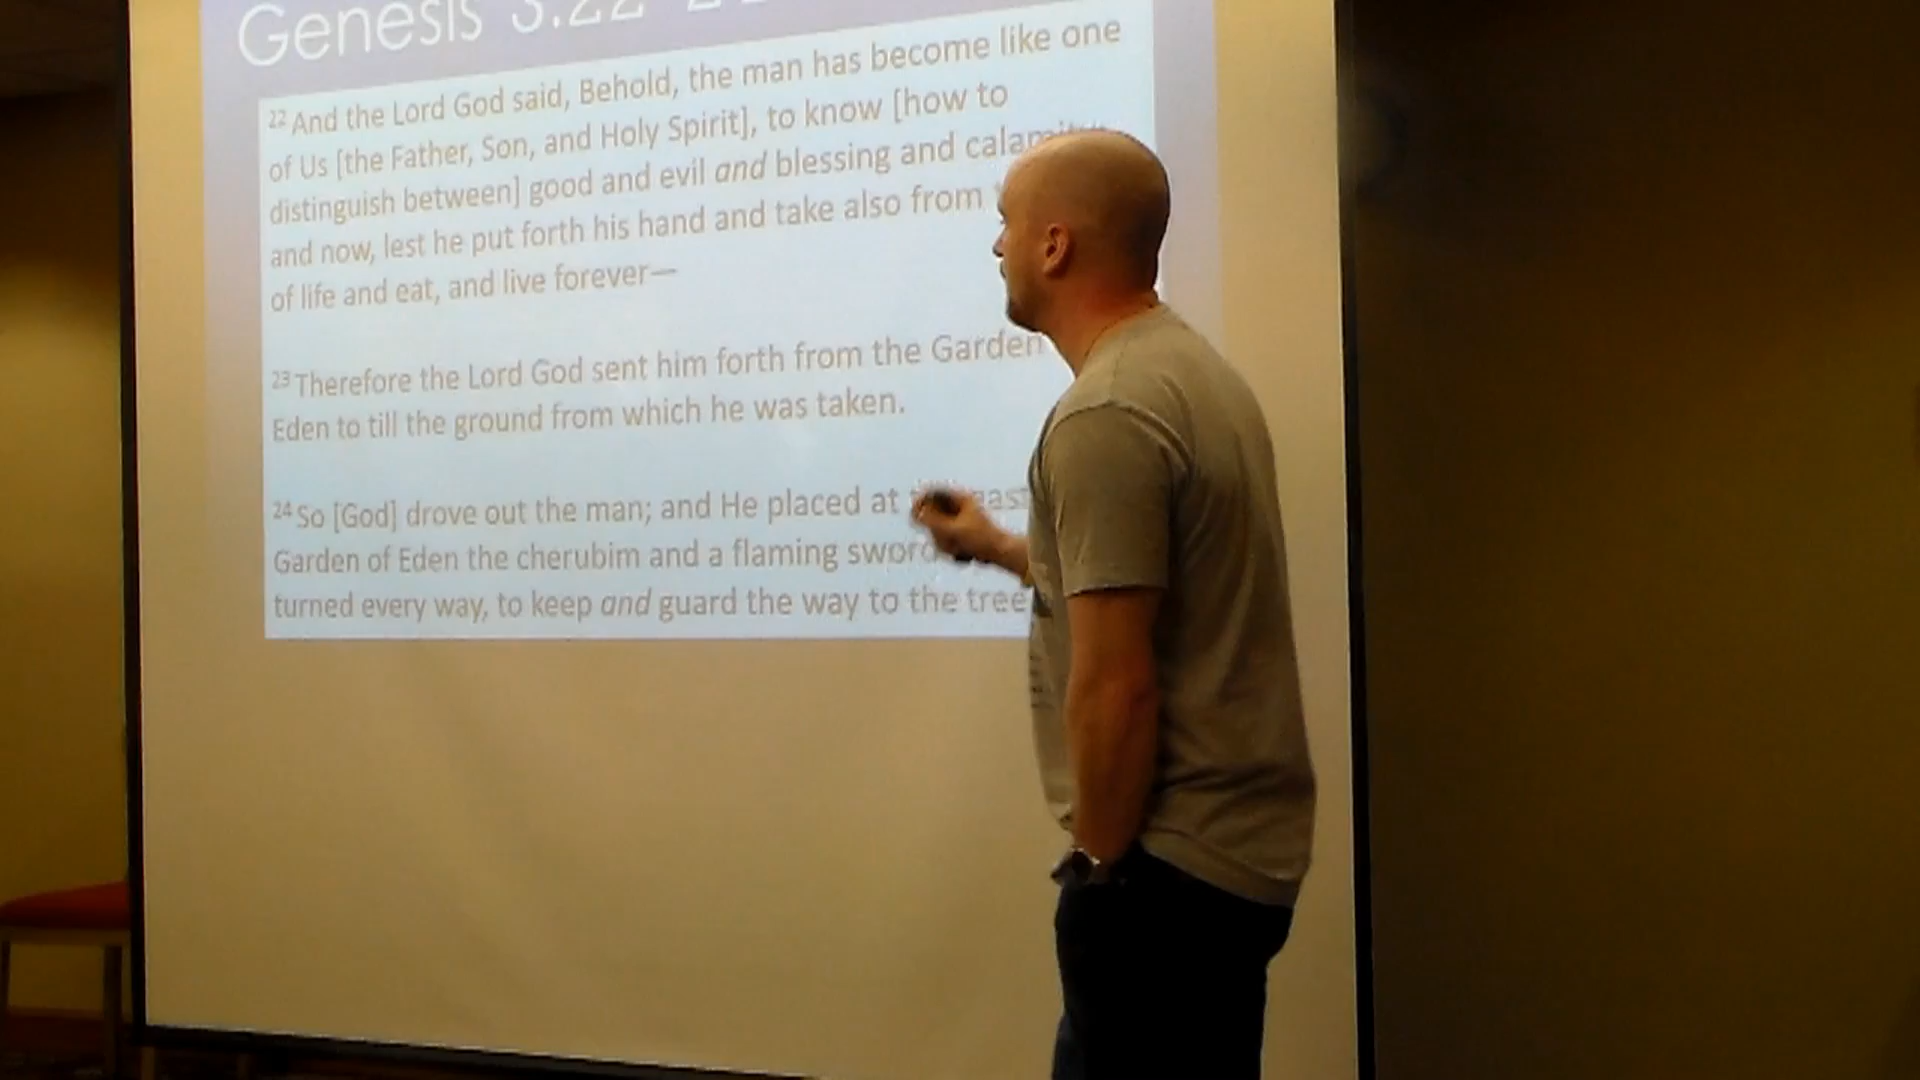 Genesis 3:22
22 And the Lord God said, Behold, the man has become like one
of Us [the Father, Son, and Holy Spirit], to know [how to
distinguish between] good and evil and blessing and
and now, lest he put forth his hand and take also from
of life and eat, and live forever—
23 Therefore the Lord God sent him forth from the Garden
Eden to till the ground from which he was taken.
24 So [God] drove out the man; and He placed at
Garden of Eden the cherubim and a flaming sword
turned every way, to keep and guard the way to the tree